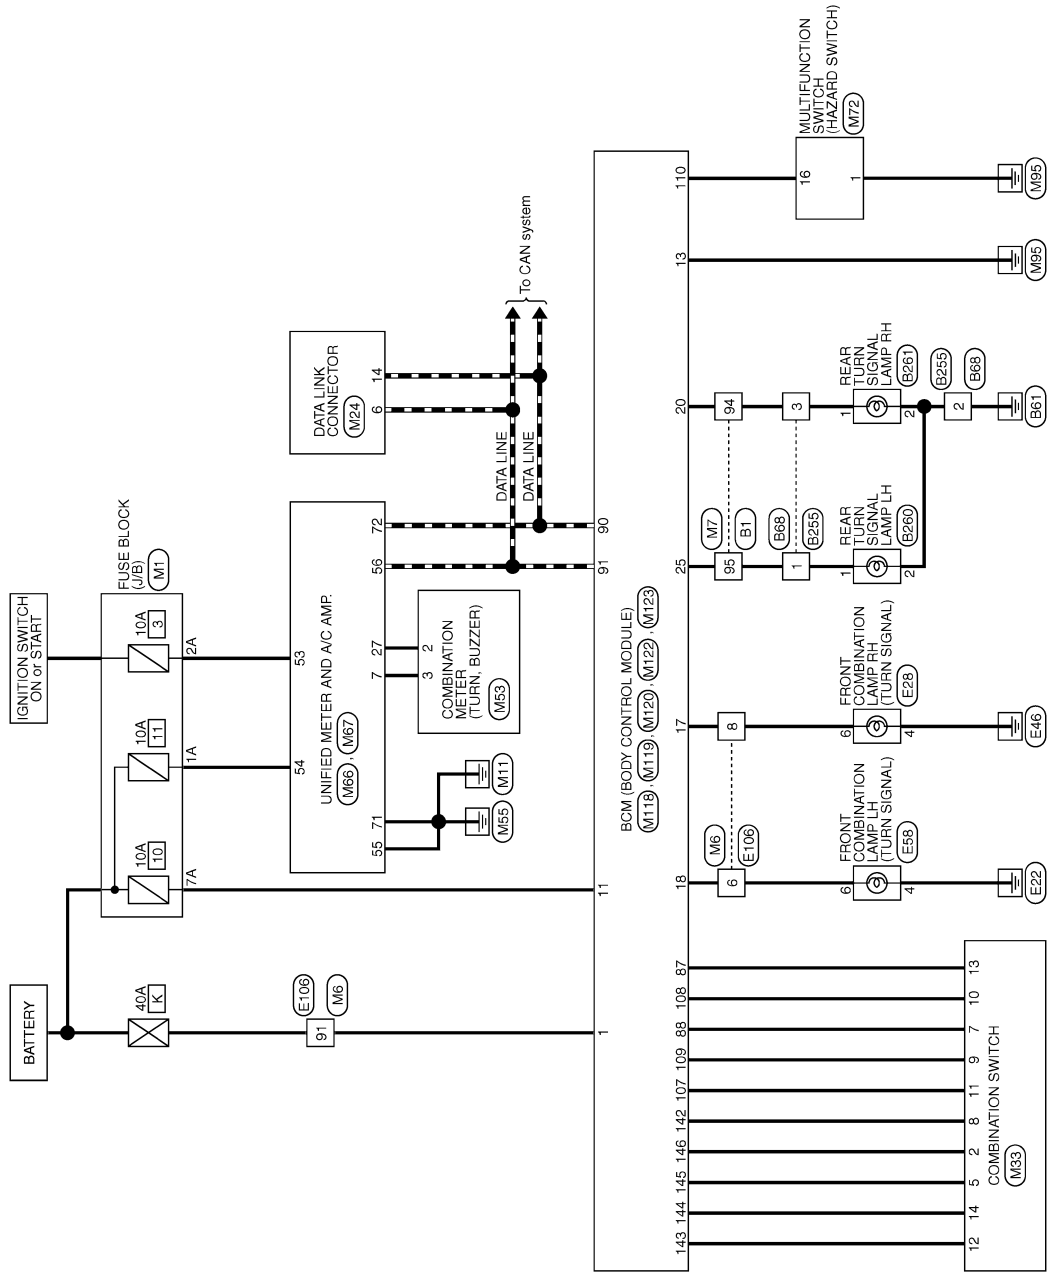 BATTERY
IGNITION SWITCH
ON or START
40A
K
10A
10
10A
11
10A
3
FUSE BLOCK
(J/B)
M1
7A
1A
2A
E106
M6
91
54
53
UNIFIED METER AND A/C AMP.
M66 , M67
55
71
7
27
56
72
M55
M11
3
2
COMBINATION
METER
(TURN, BUZZER)
M53
DATA LINK
CONNECTOR
M24
6
14
DATA LINE
DATA LINE
To CAN system
1
11
91
90
BCM (BODY CONTROL MODULE)
M118 , M119 , M120 , M122 , M123
143
144
145
146
142
107
109
88
108
87
18
17
25
20
13
110
12
14
5
2
8
11
9
7
10
13
COMBINATION SWITCH
M33
M6
E106
6
8
6
4
FRONT
COMBINATION
LAMP LH
(TURN SIGNAL)
E58
E22
6
4
FRONT
COMBINATION
LAMP RH
(TURN SIGNAL)
E28
E46
M7
B1
95
94
B68
B255
1
3
1
2
REAR
TURN
SIGNAL
LAMP LH
B260
1
2
REAR
TURN
SIGNAL
LAMP RH
B261
B255
B68
2
B61
M95
MULTIFUNCTION
SWITCH
(HAZARD SWITCH)
M72
16
1
M95